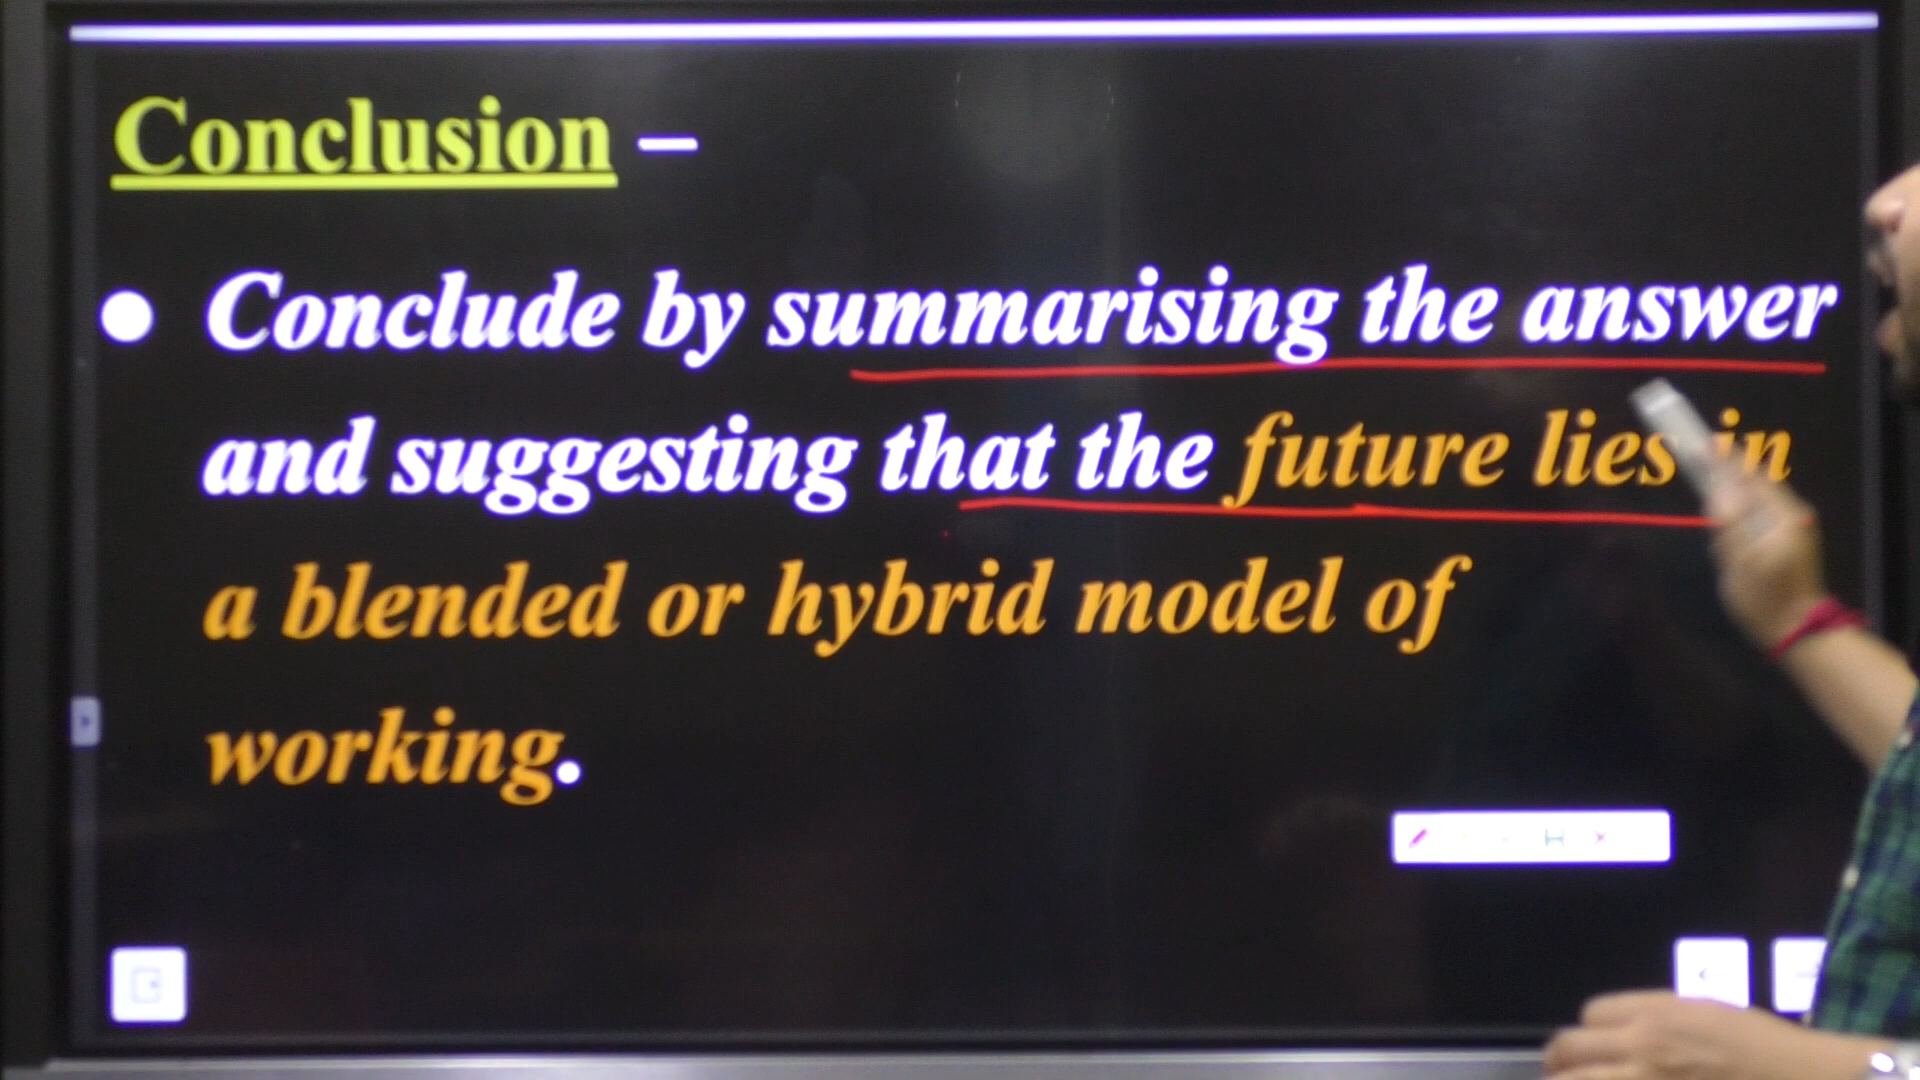 Conclusion –
• Conclude by summarising the answer
and suggesting that the future lies in
a blended or hybrid model of
working.